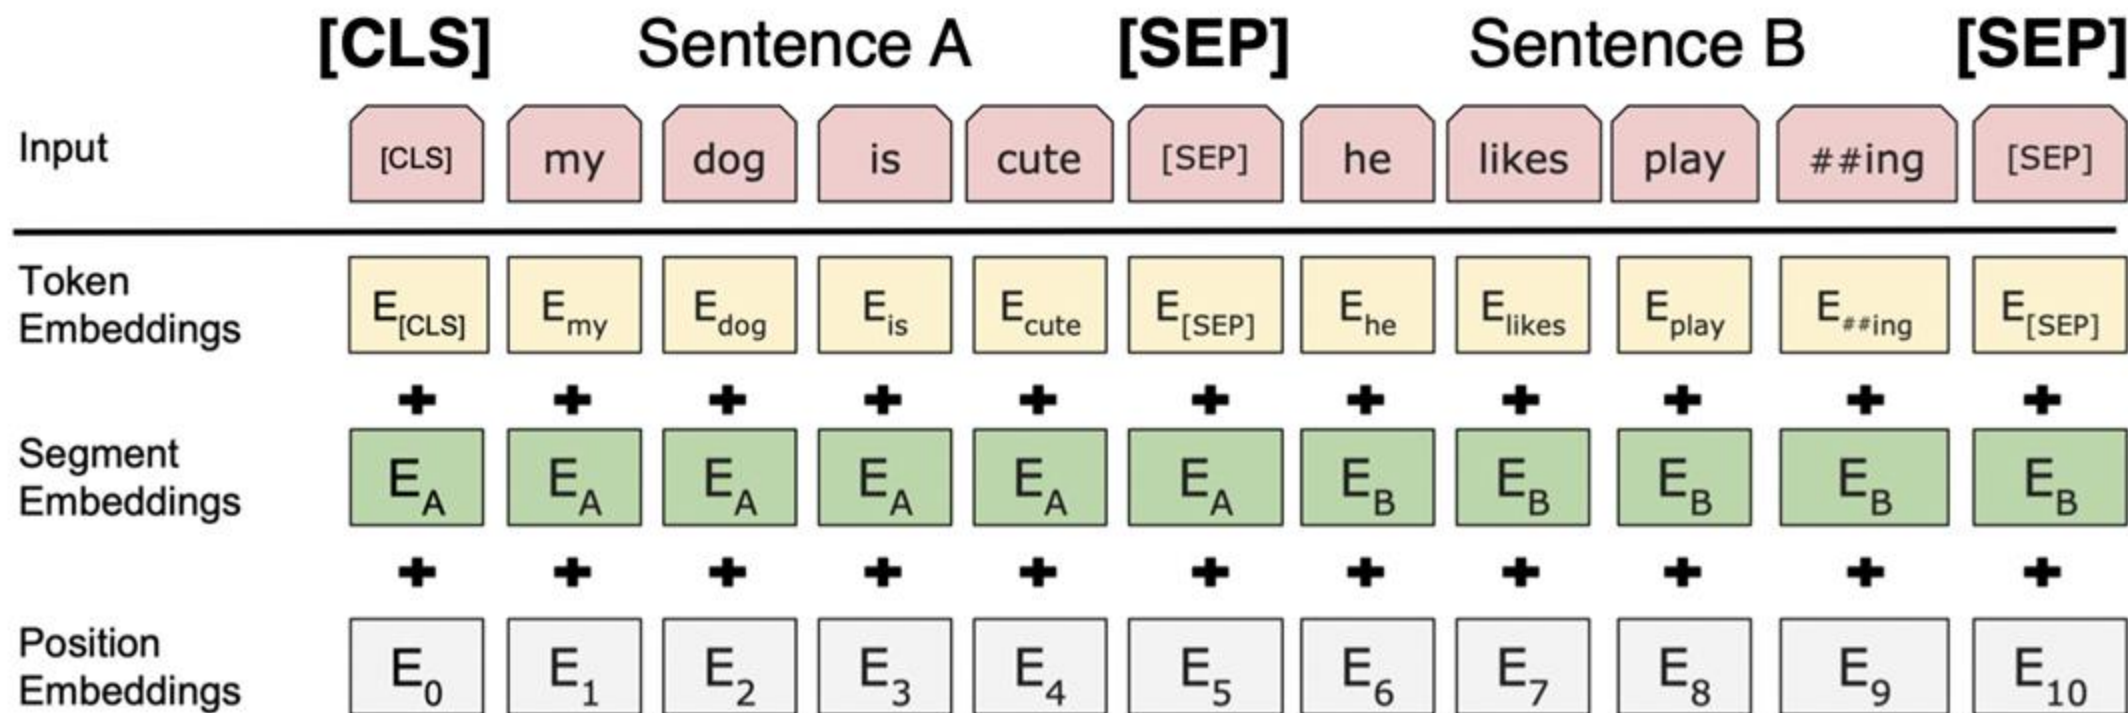 [CLS] Sentence A [SEP] Sentence B [SEP]
Input [CLS] my dog is cute [SEP] he likes play ##ing [SEP]
Token
Embeddings E[CLS] Emy Edog Eis Ecute E[SEP] Ehe Elikes Eplay E##ing E[SEP]
+ + + + + + + + + + +
Segment
Embeddings EA EA EA EA EA EA EB EB EB EB EB
+ + + + + + + + + + +
Position
Embeddings E0 E1 E2 E3 E4 E5 E6 E7 E8 E9 E10